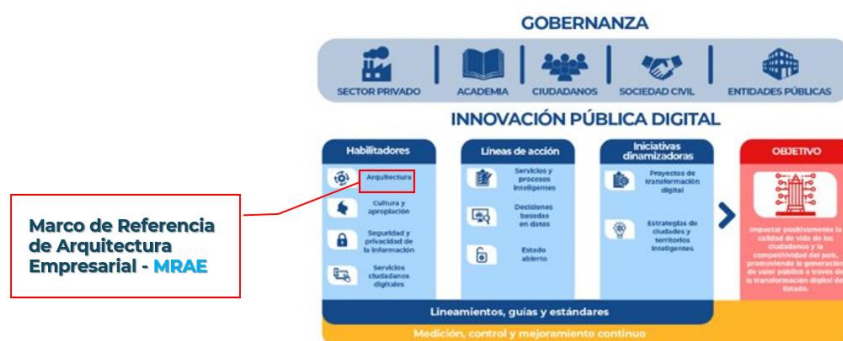 GOBERNANZA
SECTOR PRIVADO
ACADEMIA
CIUDADANOS
SOCIEDAD CIVIL
ENTIDADES PÚBLICAS
INNOVACIÓN PÚBLICA DIGITAL
Habilitadores
Arquitectura
Cultura y
apropiación
Seguridad y
privacidad de
la información
Servicios
ciudadanos
digitales
Líneas de acción
Servicios y
procesos
inteligentes
Decisiones
basadas
en datos
Estado
abierto
Iniciativas
dinamizadoras
Proyectos de
transformación
digital
Estrategias de
ciudades y
territorios
inteligentes
OBJETIVO
Impactar positivamente la
calidad de vida de los
ciudadanos y la
competitividad del país,
promoviendo la generación
de valor público a través de
la transformación digital del
Estado.
Lineamientos, guías y estándares
Medición, control y mejoramiento continuo
Marco de Referencia
de Arquitectura
Empresarial - MRAE